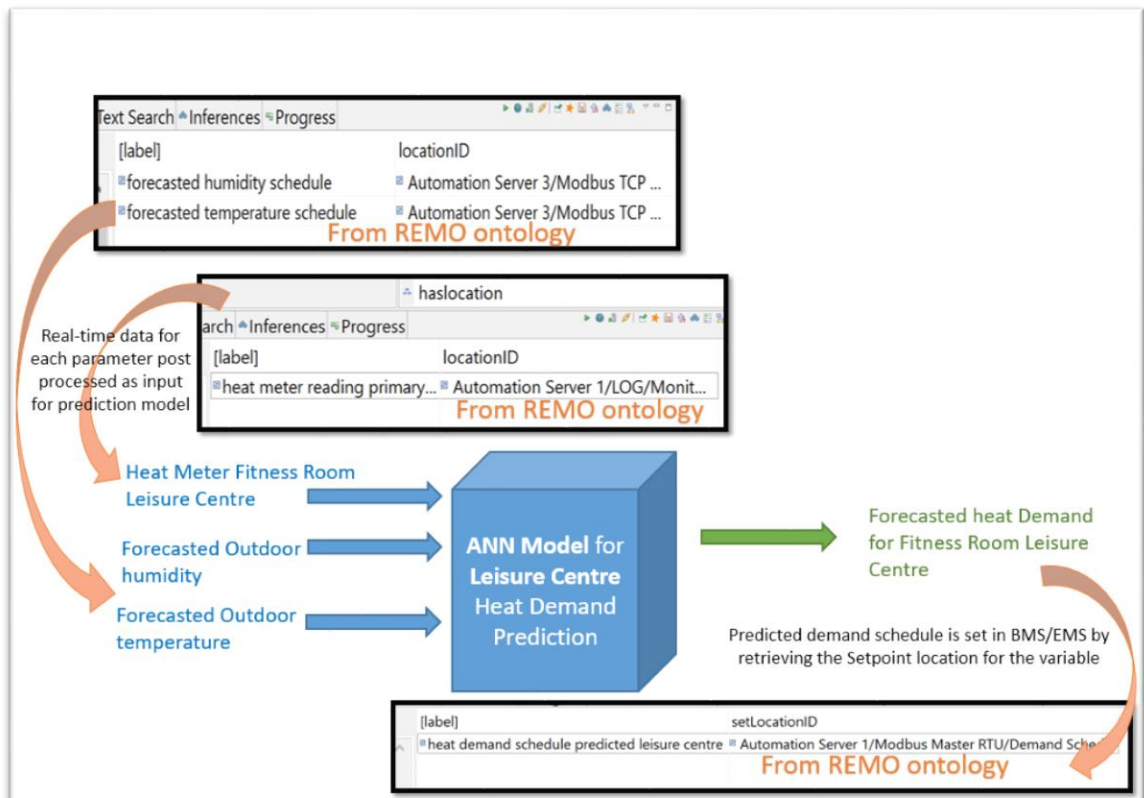 Text Search Inferences Progress
[label] locationID
forecasted humidity schedule Automation Server 3/Modbus TCP ...
forecasted temperature schedule Automation Server 3/Modbus TCP ...
From REMO ontology
haslocation
arch Inferences Progress
[label] locationID
heat meter reading primary... Automation Server 1/LOG/Monit...
From REMO ontology
Real-time data for
each parameter post
processed as input
for prediction model
Heat Meter Fitness Room
Leisure Centre
Forecasted Outdoor
humidity
Forecasted Outdoor
temperature
ANN Model for
Leisure Centre
Heat Demand
Prediction
Forecasted heat Demand
for Fitness Room Leisure
Centre
Predicted demand schedule is set in BMS/EMS by
retrieving the Setpoint location for the variable
[label] setLocationID
heat demand schedule predicted leisure centre Automation Server 1/Modbus Master RTU/Demand Sched...
From REMO ontology